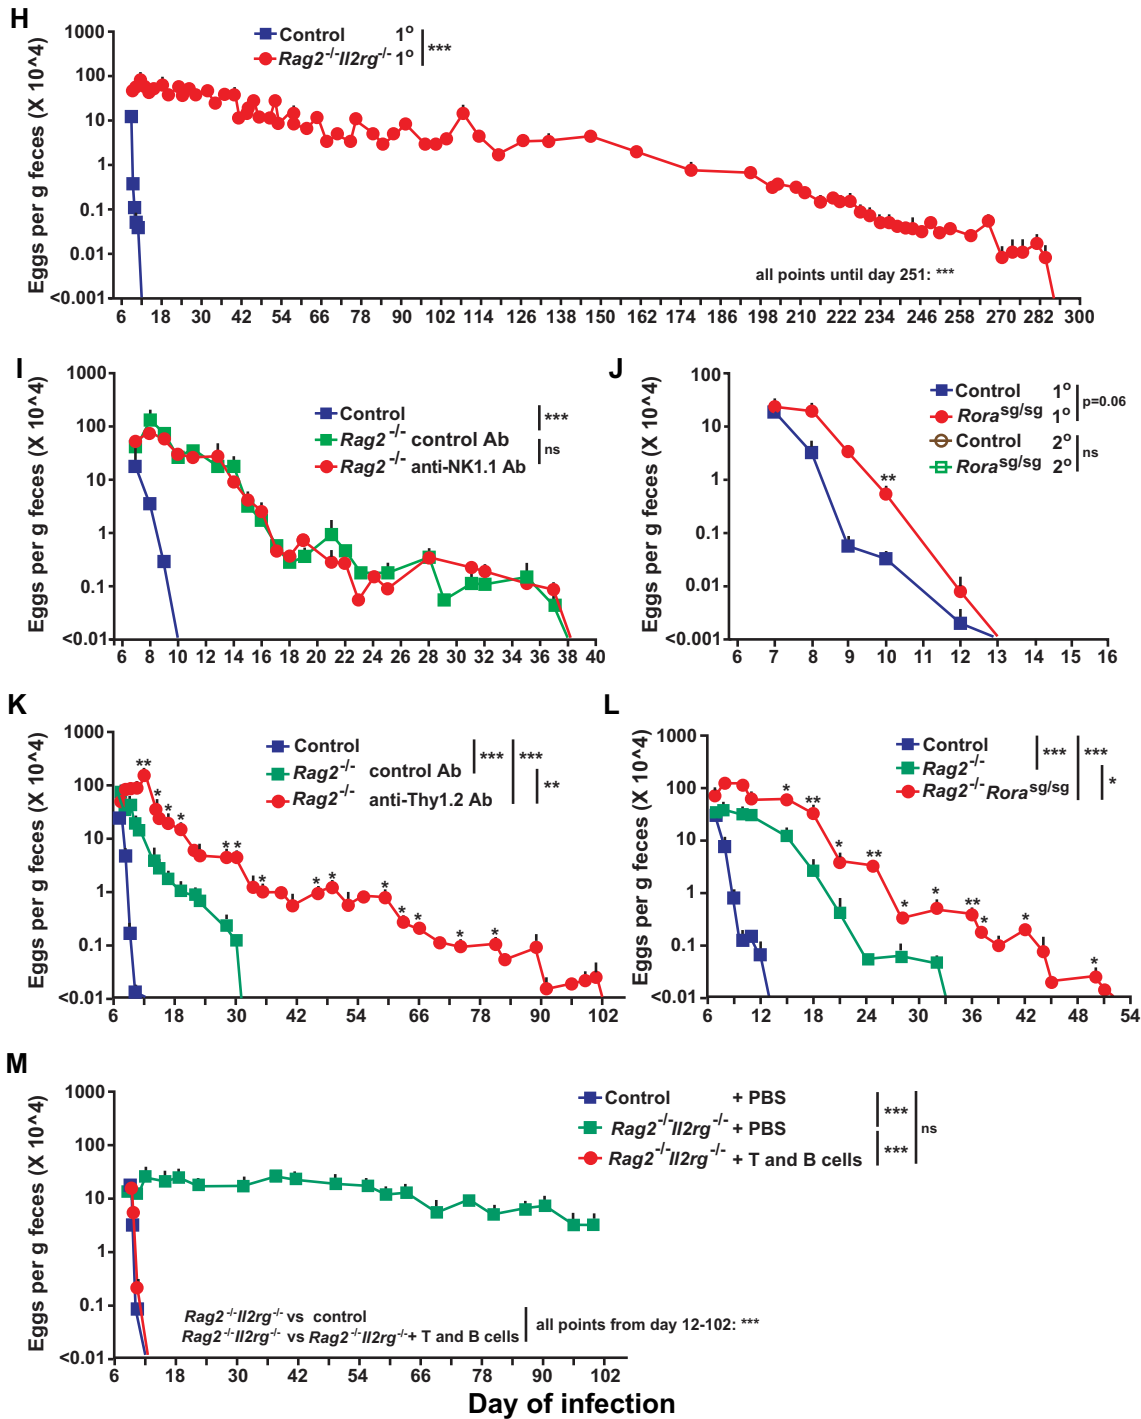 H
Eggs per g feces (X 10^4)
1000
100
10
1
0.1
0.01
<0.001
Control 1o
Rag2-/-Il2rg-/- 1o
***
all points until day 251: ***
6 18 30 42 54 66 78 90 102 114 126 138 150 162 174 186 198 210 222 234 246 258 270 282 300
I
Eggs per g feces (X 10^4)
1000
100
10
1
0.1
<0.01
Control
Rag2-/- control Ab
Rag2-/- anti-NK1.1 Ab
***
ns
6 8 10 12 14 16 18 20 22 24 26 28 30 32 34 36 38 40
J
Eggs per g feces (X 10^4)
100
10
1
0.1
0.01
<0.001
Control 1o
Rora sg/sg 1o
p=0.06
Control 2o
Rora sg/sg 2o
ns
**
6 7 8 9 10 11 12 13 14 15 16
K
Eggs per g feces (X 10^4)
1000
100
10
1
0.1
<0.01
Control
Rag2-/- control Ab
Rag2-/- anti-Thy1.2 Ab
*** *** **
** * * * * * * * * * * * * *
6 18 30 42 54 66 78 90 102
L
Eggs per g feces (X 10^4)
1000
100
10
1
0.1
<0.01
Control
Rag2-/-
Rag2-/- Rora sg/sg
*** *** *
* ** * ** * * ** * * *
6 12 18 24 30 36 42 48 54
M
Eggs per g feces (X 10^4)
1000
100
10
1
0.1
<0.01
Control + PBS
Rag2-/-Il2rg-/- + PBS
Rag2-/-Il2rg-/- + T and B cells
*** *** ns
Rag2-/-Il2rg-/- vs control
Rag2-/-Il2rg-/- vs Rag2-/-Il2rg-/-+ T and B cells
all points from day 12-102: ***
6 18 30 42 54 66 78 90 102
Day of infection